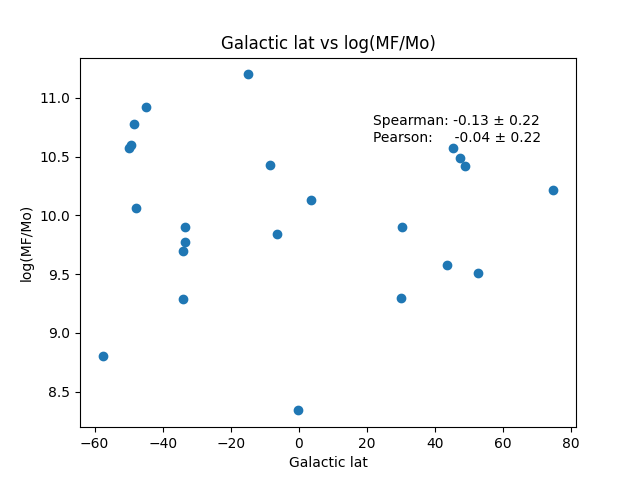 Galactic lat vs log(MF/Mo)
11.0
10.5
10.0
9.5
9.0
8.5
log(MF/Mo)
Spearman: -0.13 ± 0.22
Pearson: -0.04 ± 0.22
−60 −40 −20 0 20 40 60 80
Galactic lat